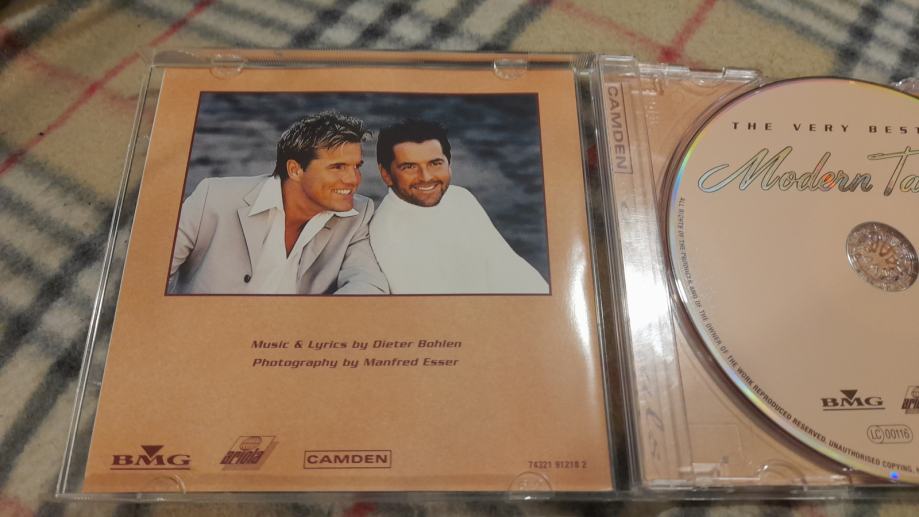 Music & Lyrics by Dieter Bohlen
Photography by Manfred Esser
BMG
ariola
CAMDEN
74321 91218 2
CAMDEN
THE VERY BEST
Modern Ta
ALL RIGHTS OF THE PRODUCER AND OF THE OWNER OF THE WORK REPRODUCED RESERVED. UNAUTHORISED COPYING,
BMG
LC 00116